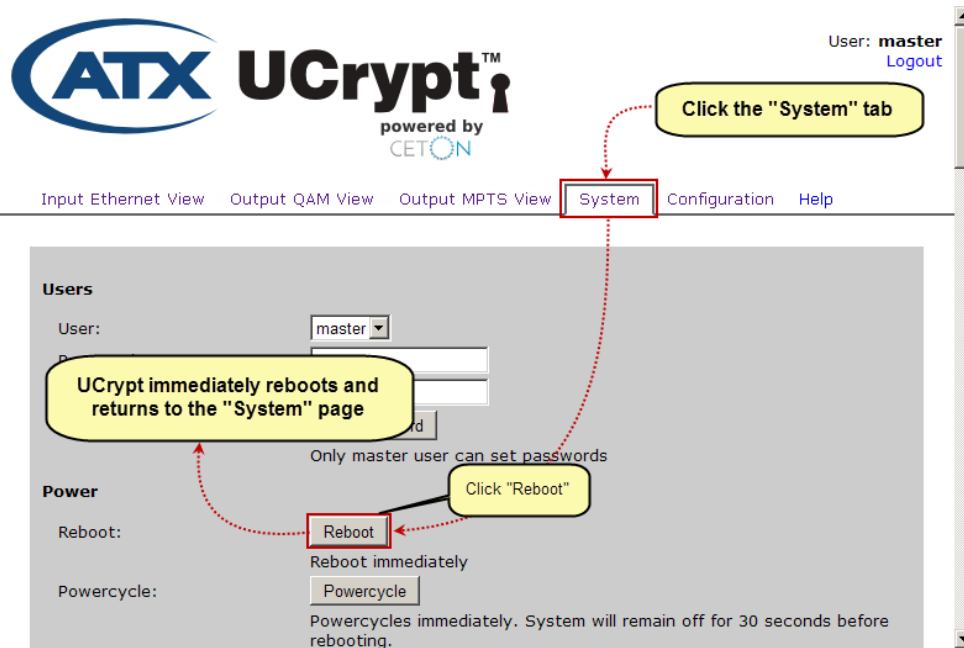 ATX UCrypt™
powered by
CETON
User: master
Logout
Click the "System" tab
Input Ethernet View Output QAM View Output MPTS View System Configuration Help
Users
User: master
UCrypt immediately reboots and
returns to the "System" page
Only master user can set passwords
Power
Click "Reboot"
Reboot: Reboot
Reboot immediately
Powercycle: Powercycle
Powercycles immediately. System will remain off for 30 seconds before
rebooting.